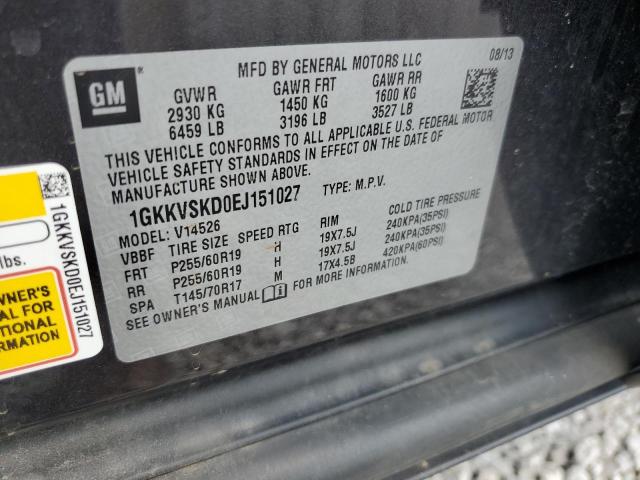 MFD BY GENERAL MOTORS LLC 08/13
GM
GVWR GAWR FRT GAWR RR
2930 KG 1450 KG 1600 KG
6459 LB 3196 LB 3527 LB
THIS VEHICLE CONFORMS TO ALL APPLICABLE U.S. FEDERAL MOTOR
VEHICLE SAFETY STANDARDS IN EFFECT ON THE DATE OF
MANUFACTURE SHOWN ABOVE.
1GKKVSKD0EJ151027 TYPE: M.P.V.
MODEL: V14526
VBBF TIRE SIZE SPEED RTG RIM COLD TIRE PRESSURE
FRT P255/60R19 H 19X7.5J 240KPA(35PSI)
RR P255/60R19 H 19X7.5J 240KPA(35PSI)
SPA T145/70R17 M 17X4.5B 420KPA(60PSI)
SEE OWNER'S MANUAL FOR MORE INFORMATION
lbs.
OWNER'S
FOR
INFORMATION
1GKKVSKD0EJ151027